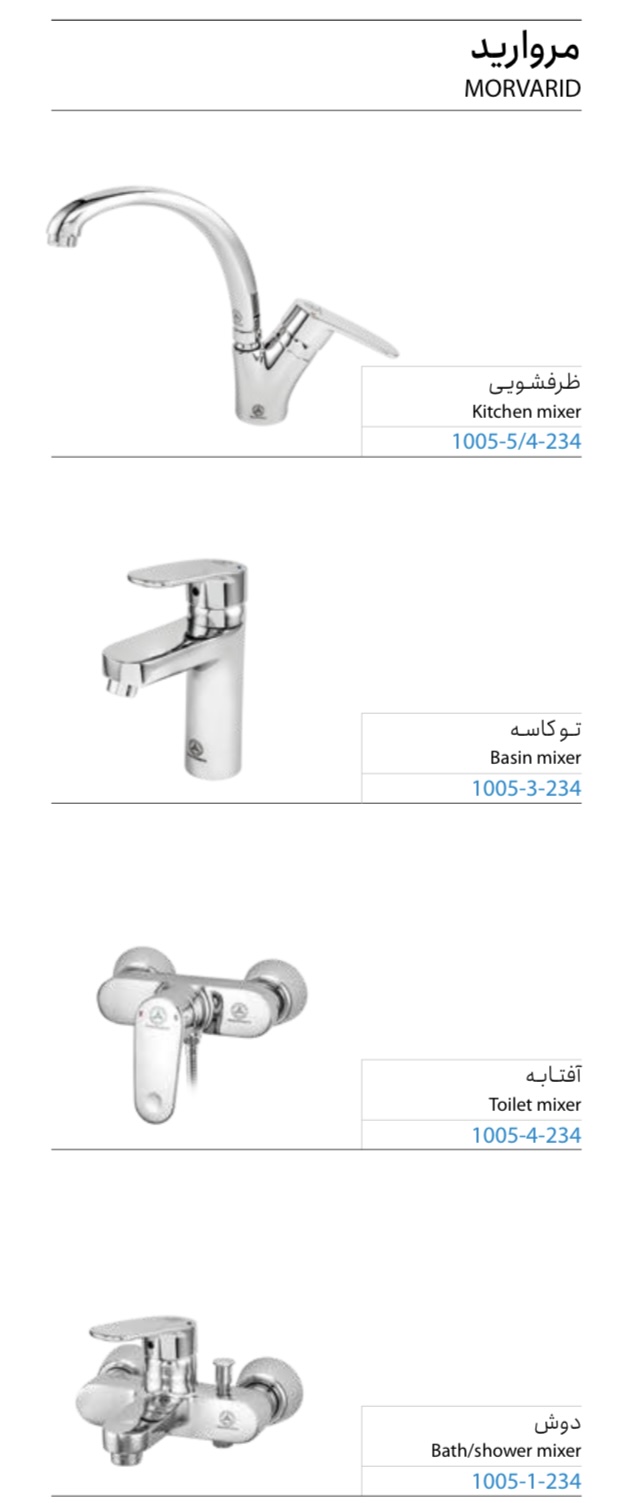 مروارید
MORVARID
ظرفشویی
Kitchen mixer
1005-5/4-234
توکاسه
Basin mixer
1005-3-234
آفتابه
Toilet mixer
1005-4-234
دوش
Bath/shower mixer
1005-1-234